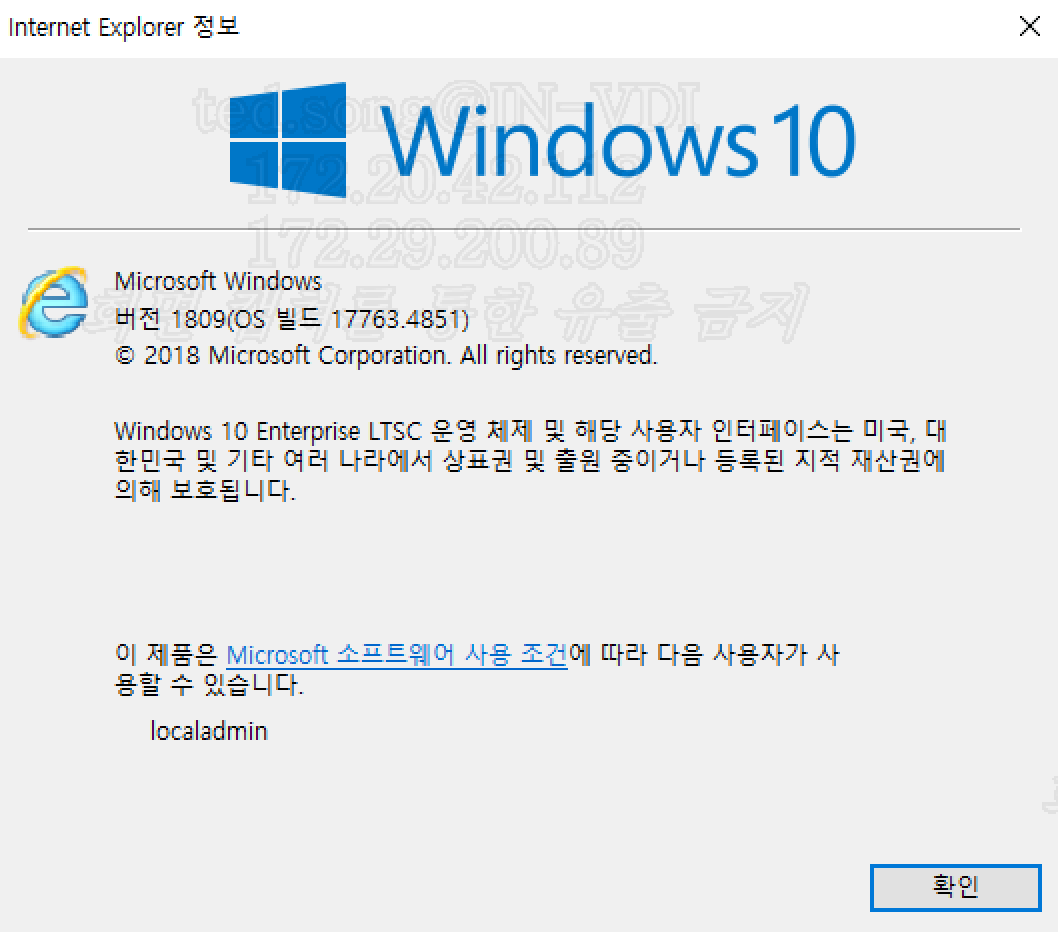 Internet Explorer 정보
ted.song@IN-VDI
Windows 10
172.20.42.112
172.29.200.89
Microsoft Windows
화면 캡처를 통한 유출 금지
버전 1809(OS 빌드 17763.4851)
© 2018 Microsoft Corporation. All rights reserved.
Windows 10 Enterprise LTSC 운영 체제 및 해당 사용자 인터페이스는 미국, 대
한민국 및 기타 여러 나라에서 상표권 및 출원 중이거나 등록된 지적 재산권에
의해 보호됩니다.
이 제품은 Microsoft 소프트웨어 사용 조건에 따라 다음 사용자가 사
용할 수 있습니다.
localadmin
확인